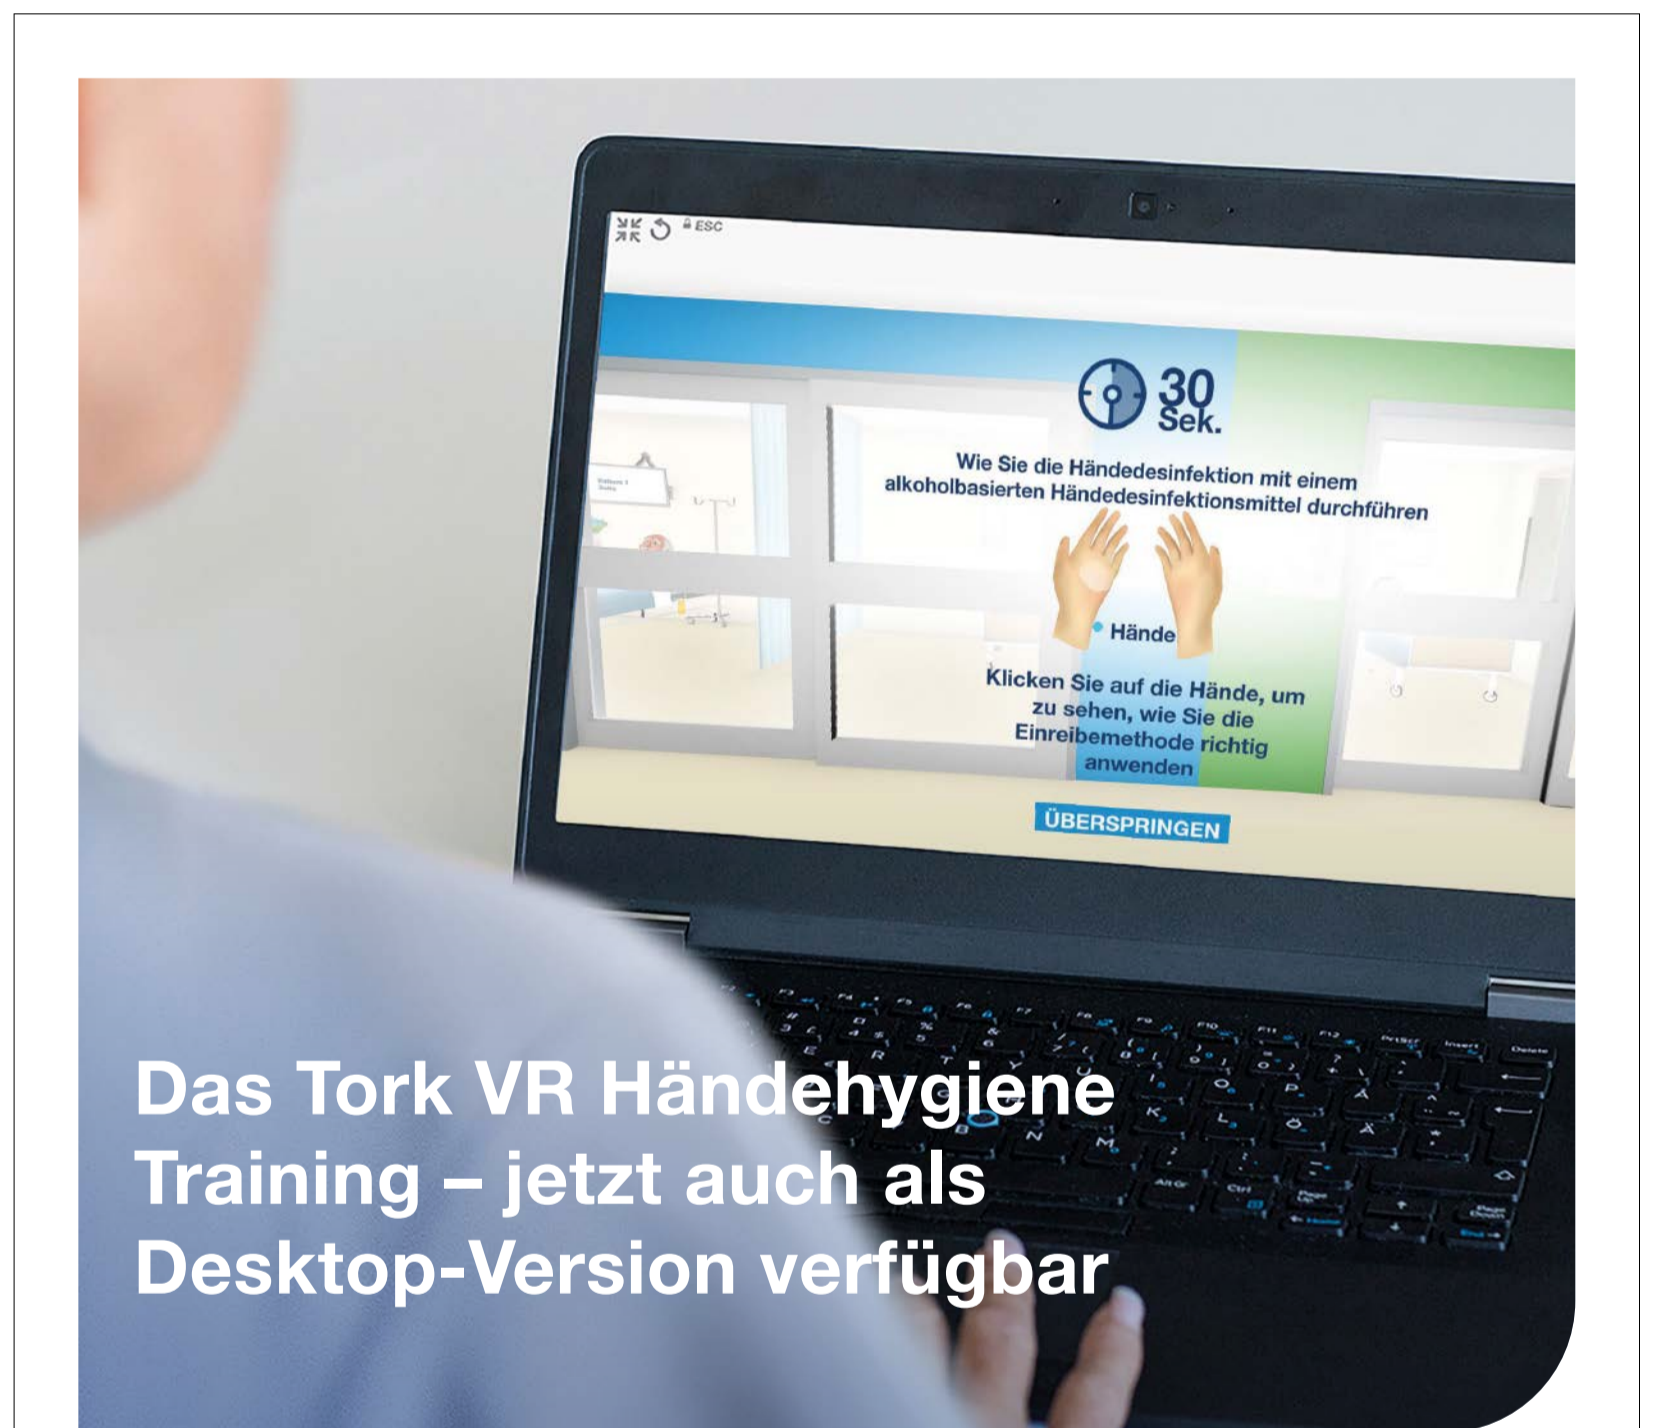 ESC
30
Sek.
Wie Sie die Händedesinfektion mit einem
alkoholbasierten Händedesinfektionsmittel durchführen
Hände
Klicken Sie auf die Hände, um
zu sehen, wie Sie die
Einreibemethode richtig
anwenden
ÜBERSPRINGEN
Das Tork VR Händehygiene
Training – jetzt auch als
Desktop-Version verfügbar